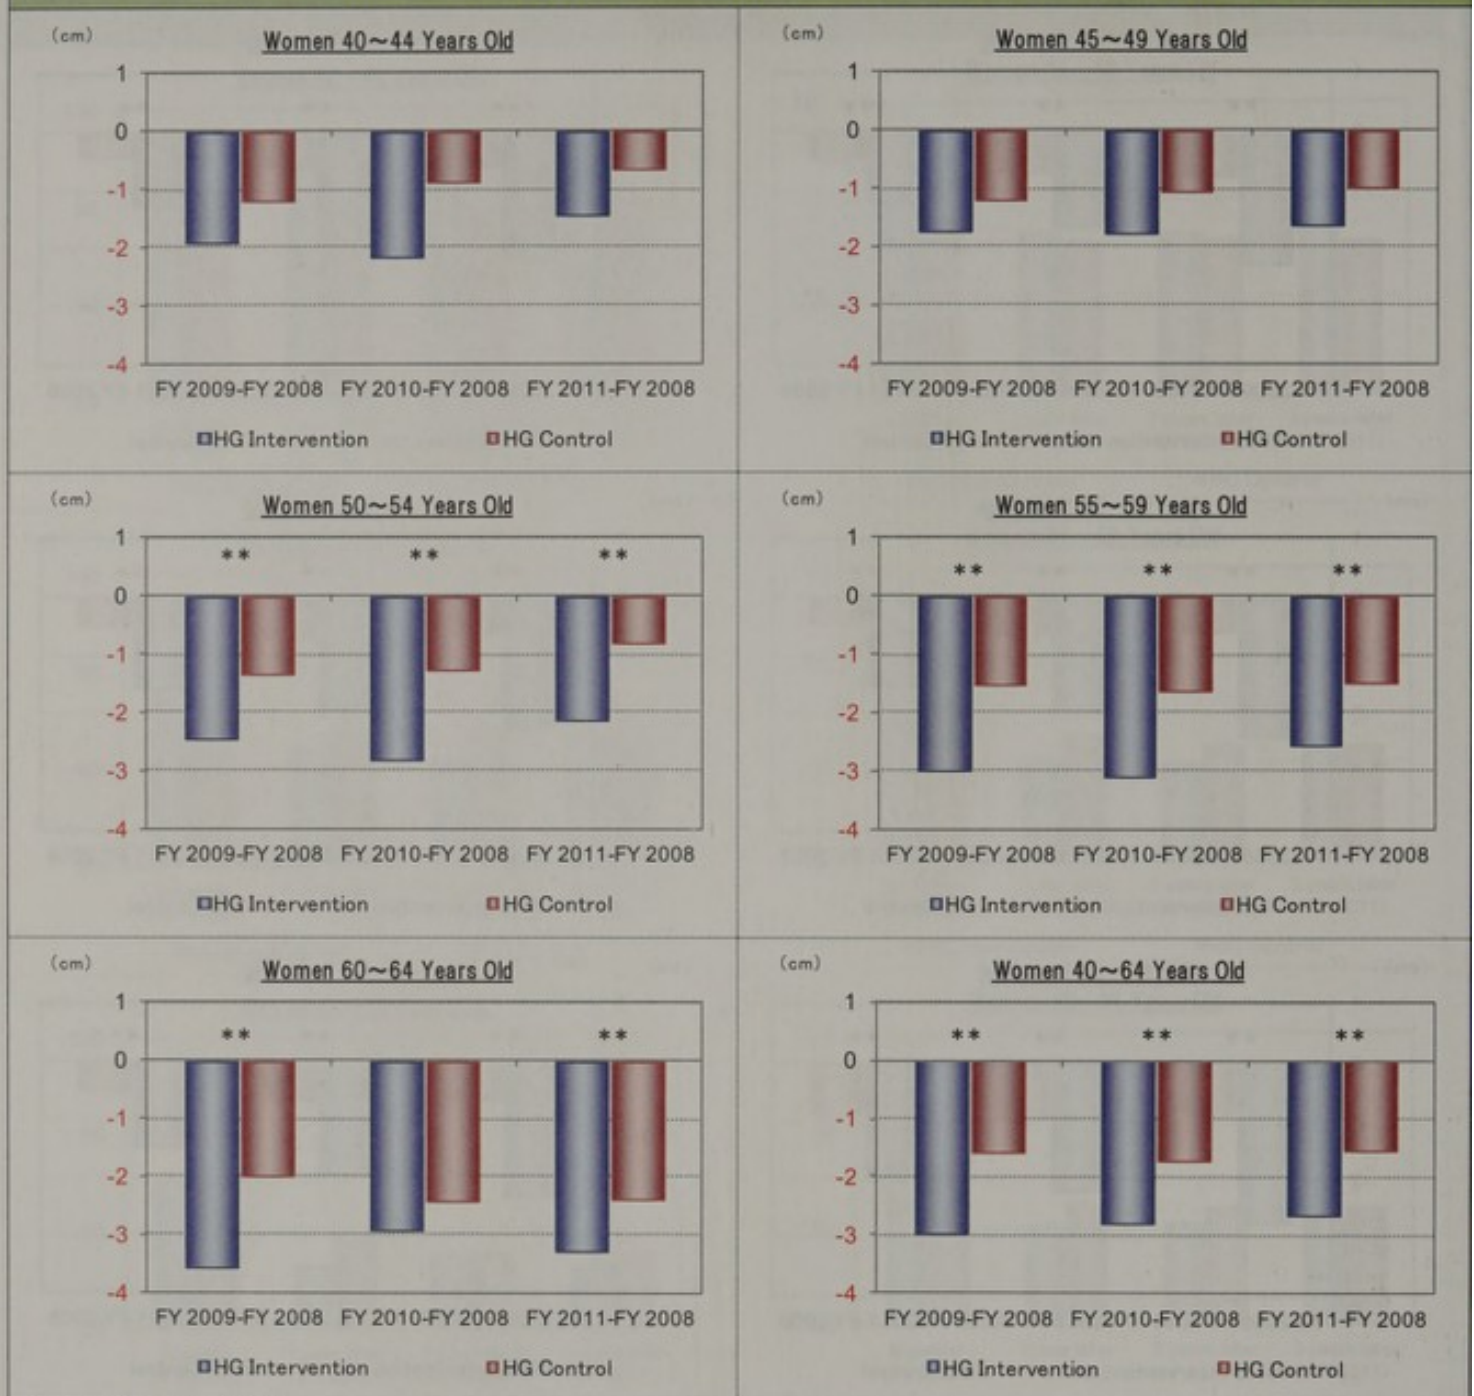 (cm)
Women 40~44 Years Old
1
0
-1
-2
-3
-4
FY 2009-FY 2008 FY 2010-FY 2008 FY 2011-FY 2008
HG Intervention HG Control
(cm)
Women 45~49 Years Old
1
0
-1
-2
-3
-4
FY 2009-FY 2008 FY 2010-FY 2008 FY 2011-FY 2008
HG Intervention HG Control
(cm)
Women 50~54 Years Old
1
** ** **
0
-1
-2
-3
-4
FY 2009-FY 2008 FY 2010-FY 2008 FY 2011-FY 2008
HG Intervention HG Control
(cm)
Women 55~59 Years Old
1
** ** **
0
-1
-2
-3
-4
FY 2009-FY 2008 FY 2010-FY 2008 FY 2011-FY 2008
HG Intervention HG Control
(cm)
Women 60~64 Years Old
1
** **
0
-1
-2
-3
-4
FY 2009-FY 2008 FY 2010-FY 2008 FY 2011-FY 2008
HG Intervention HG Control
(cm)
Women 40~64 Years Old
1
** ** **
0
-1
-2
-3
-4
FY 2009-FY 2008 FY 2010-FY 2008 FY 2011-FY 2008
HG Intervention HG Control